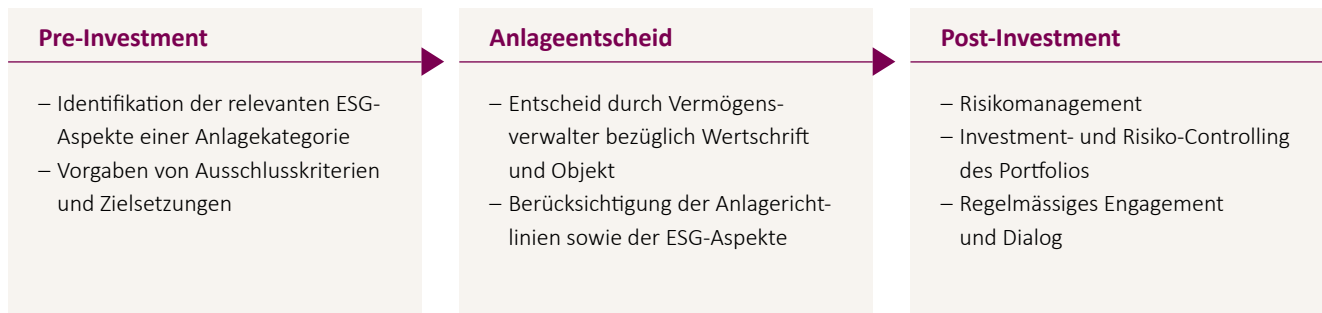 Pre-Investment
– Identifikation der relevanten ESG-
Aspekte einer Anlagekategorie
– Vorgaben von Ausschlusskriterien
und Zielsetzungen
Anlageentscheid
– Entscheid durch Vermögens-
verwalter bezüglich Wertschrift
und Objekt
– Berücksichtigung der Anlagericht-
linien sowie der ESG-Aspekte
Post-Investment
– Risikomanagement
– Investment- und Risiko-Controlling
des Portfolios
– Regelmässiges Engagement
und Dialog